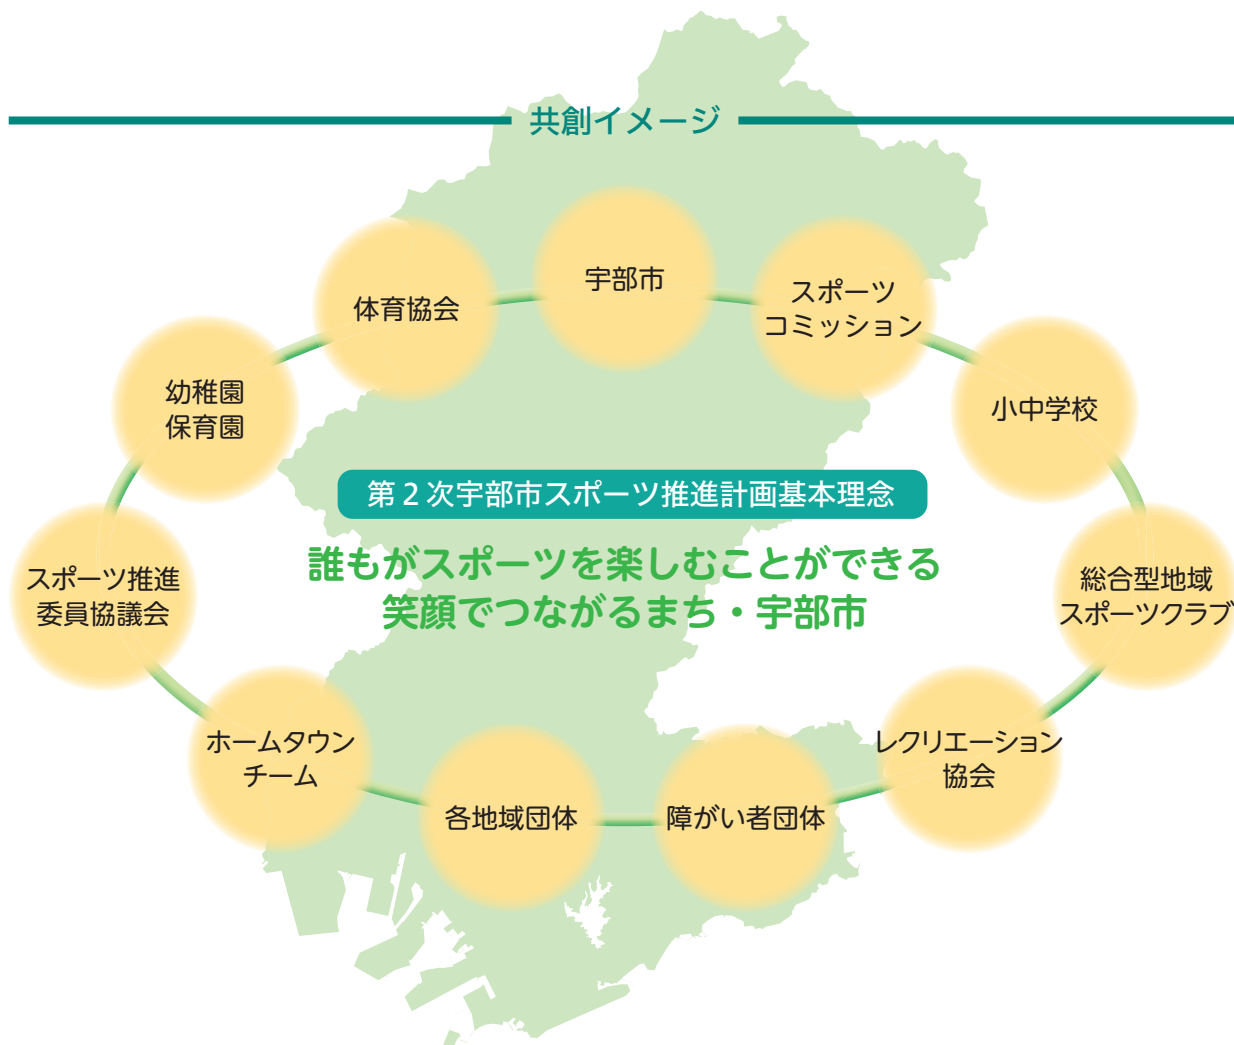 共創イメージ
宇部市
体育協会
スポーツ
コミッション
幼稚園
保育園
小中学校
第2次宇部市スポーツ推進計画基本理念
誰もがスポーツを楽しむことができる
笑顔でつながるまち・宇部市
スポーツ推進
委員協議会
総合型地域
スポーツクラブ
ホームタウン
チーム
レクリエーション
協会
各地域団体
障がい者団体